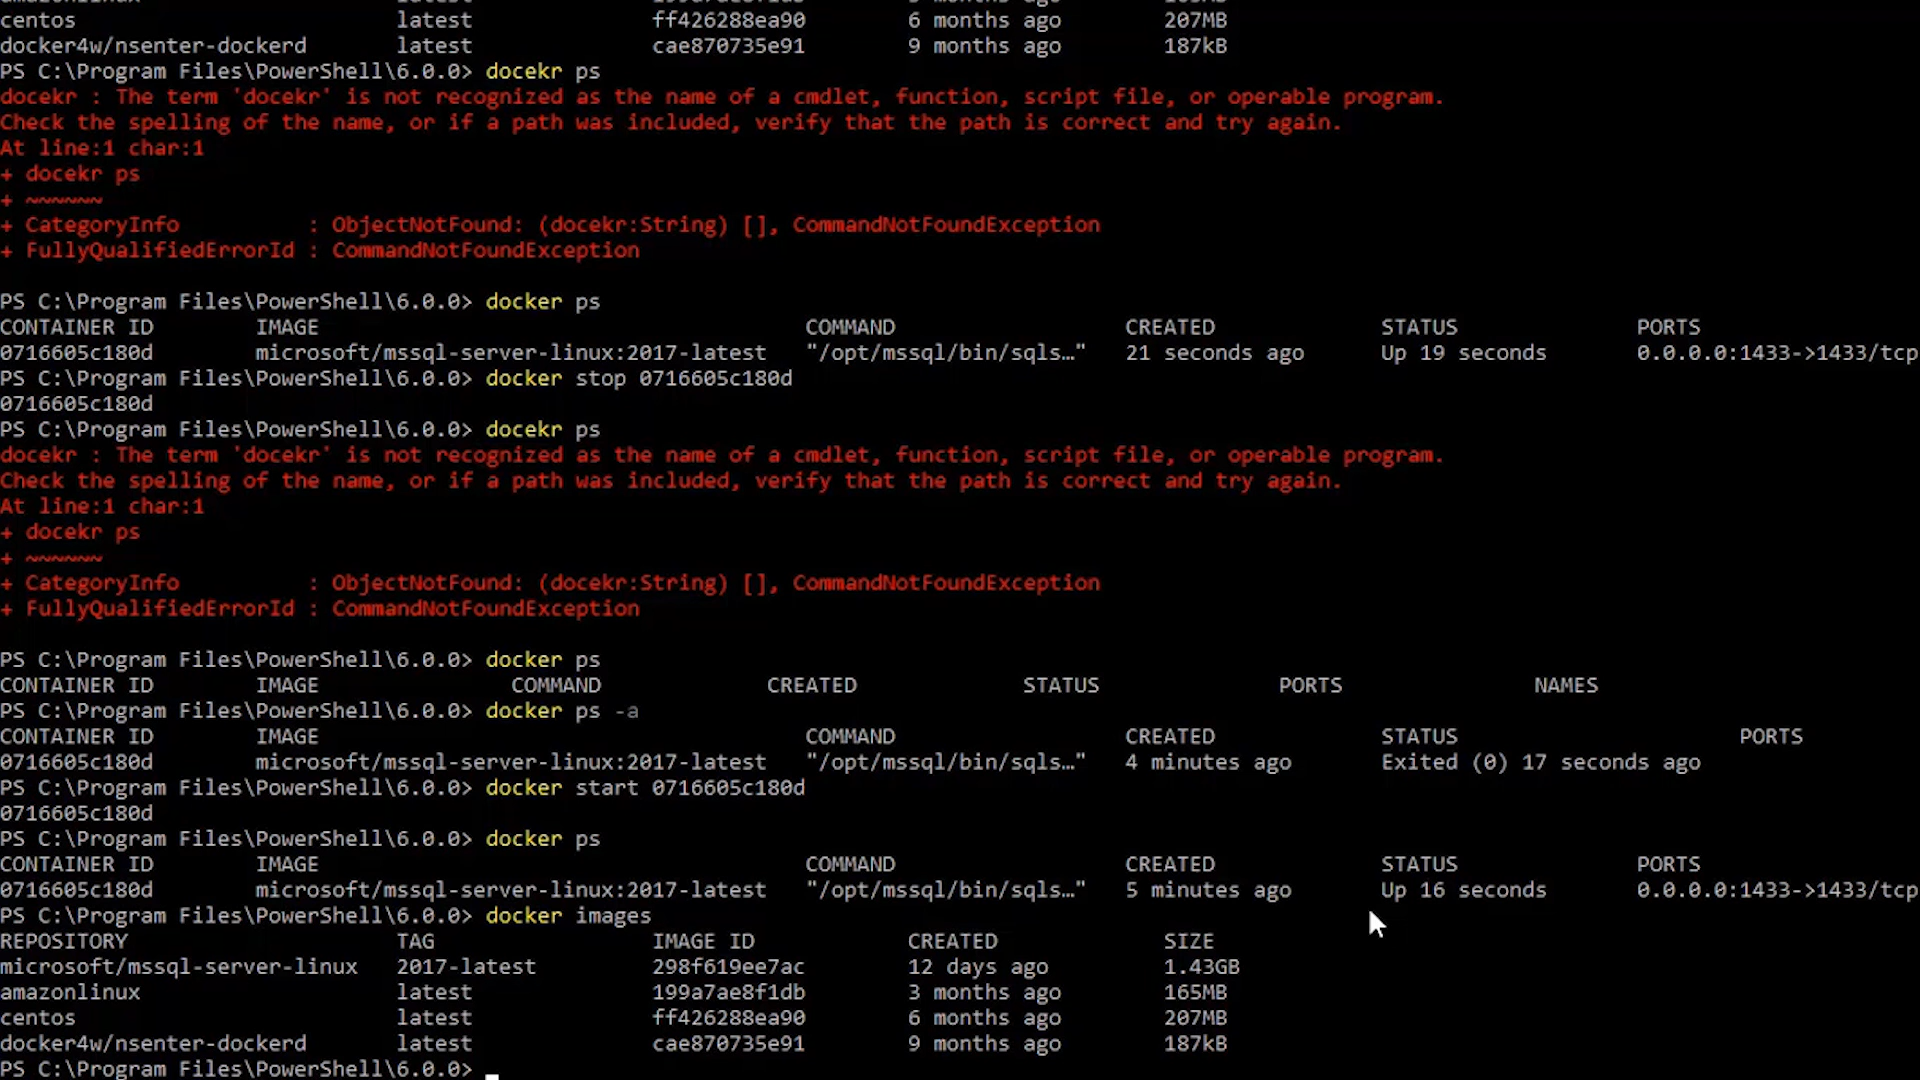 centos                         latest              ff426288ea90        6 months ago        207MB
docker4w/nsenter-dockerd       latest              cae870735e91        9 months ago        187kB
PS C:\Program Files\PowerShell\6.0.0> docekr ps
docekr : The term 'docekr' is not recognized as the name of a cmdlet, function, script file, or operable program.
Check the spelling of the name, or if a path was included, verify that the path is correct and try again.
At line:1 char:1
+ docekr ps
+ ~~~~~~
+ CategoryInfo          : ObjectNotFound: (docekr:String) [], CommandNotFoundException
+ FullyQualifiedErrorId : CommandNotFoundException
PS C:\Program Files\PowerShell\6.0.0> docker ps
CONTAINER ID        IMAGE                                      COMMAND                  CREATED             STATUS              PORTS
0716605c180d        microsoft/mssql-server-linux:2017-latest   "/opt/mssql/bin/sqls…"   21 seconds ago      Up 19 seconds       0.0.0.0:1433->1433/tcp
PS C:\Program Files\PowerShell\6.0.0> docker stop 0716605c180d
0716605c180d
PS C:\Program Files\PowerShell\6.0.0> docekr ps
docekr : The term 'docekr' is not recognized as the name of a cmdlet, function, script file, or operable program.
Check the spelling of the name, or if a path was included, verify that the path is correct and try again.
At line:1 char:1
+ docekr ps
+ ~~~~~~
+ CategoryInfo          : ObjectNotFound: (docekr:String) [], CommandNotFoundException
+ FullyQualifiedErrorId : CommandNotFoundException
PS C:\Program Files\PowerShell\6.0.0> docker ps
CONTAINER ID        IMAGE               COMMAND             CREATED             STATUS              PORTS               NAMES
PS C:\Program Files\PowerShell\6.0.0> docker ps -a
CONTAINER ID        IMAGE                                      COMMAND                  CREATED             STATUS                      PORTS
0716605c180d        microsoft/mssql-server-linux:2017-latest   "/opt/mssql/bin/sqls…"   4 minutes ago       Exited (0) 17 seconds ago
PS C:\Program Files\PowerShell\6.0.0> docker start 0716605c180d
0716605c180d
PS C:\Program Files\PowerShell\6.0.0> docker ps
CONTAINER ID        IMAGE                                      COMMAND                  CREATED             STATUS              PORTS
0716605c180d        microsoft/mssql-server-linux:2017-latest   "/opt/mssql/bin/sqls…"   5 minutes ago       Up 16 seconds       0.0.0.0:1433->1433/tcp
PS C:\Program Files\PowerShell\6.0.0> docker images
REPOSITORY                     TAG                 IMAGE ID            CREATED             SIZE
microsoft/mssql-server-linux   2017-latest         298f619ee7ac        12 days ago         1.43GB
amazonlinux                    latest              199a7ae8f1db        3 months ago        165MB
centos                         latest              ff426288ea90        6 months ago        207MB
docker4w/nsenter-dockerd       latest              cae870735e91        9 months ago        187kB
PS C:\Program Files\PowerShell\6.0.0>